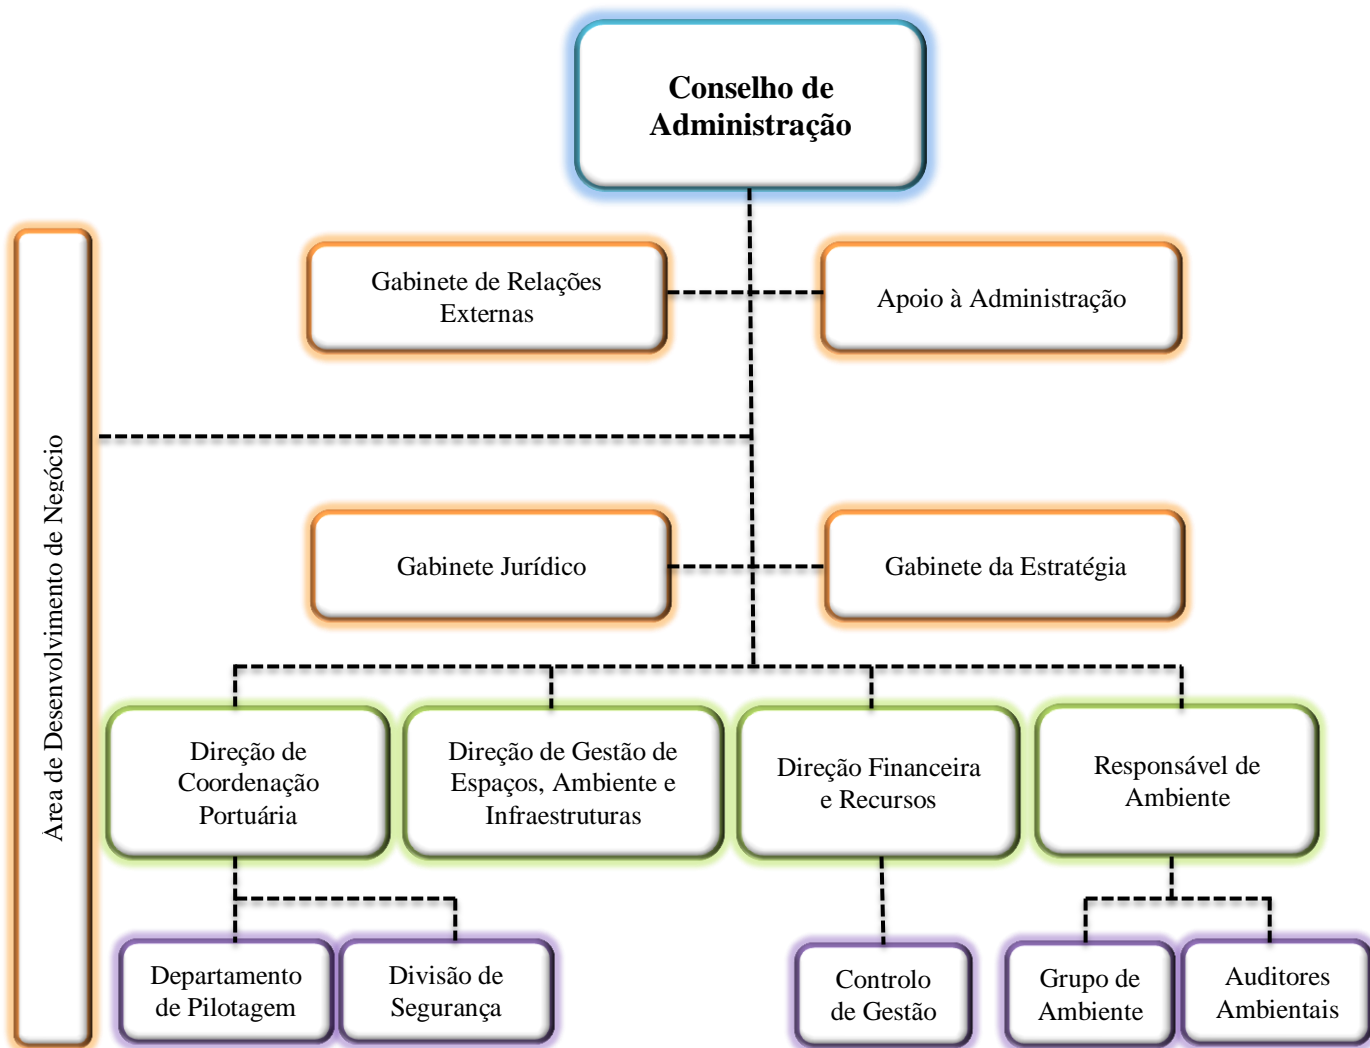 Conselho de
Administração
Gabinete de Relações
Externas
Apoio à Administração
Área de Desenvolvimento de Negócio
Gabinete Jurídico
Gabinete da Estratégia
Direção de
Coordenação
Portuária
Direção de Gestão de
Espaços, Ambiente e
Infraestruturas
Direção Financeira
e Recursos
Responsável de
Ambiente
Departamento
de Pilotagem
Divisão de
Segurança
Controlo
de Gestão
Grupo de
Ambiente
Auditores
Ambientais